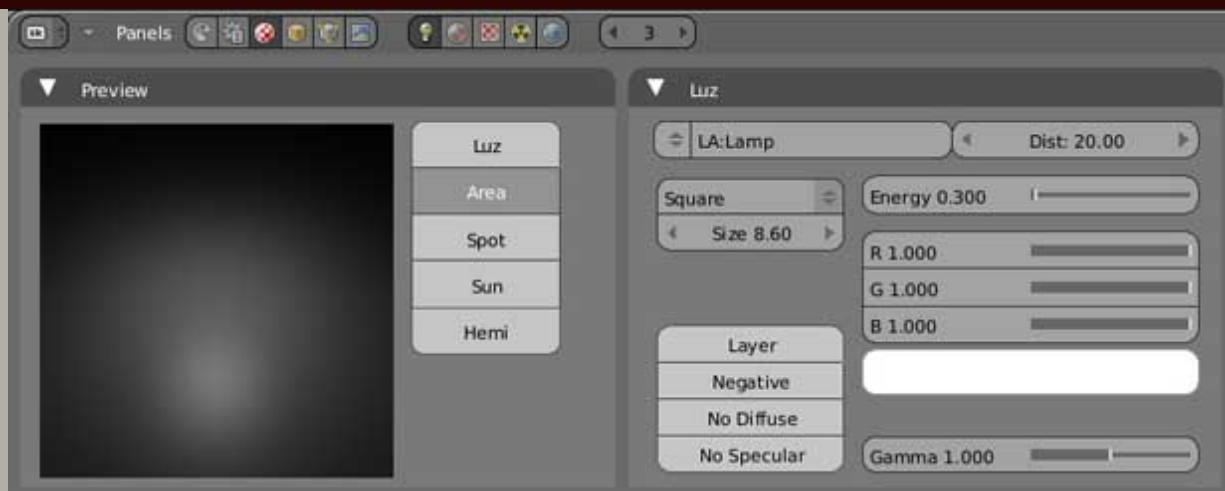 Panels
3
Preview
Luz
Area
Spot
Sun
Hemi
Luz
LA:Lamp
Dist: 20.00
Square
Size 8.60
Energy 0.300
R 1.000
G 1.000
B 1.000
Layer
Negative
No Diffuse
No Specular
Gamma 1.000